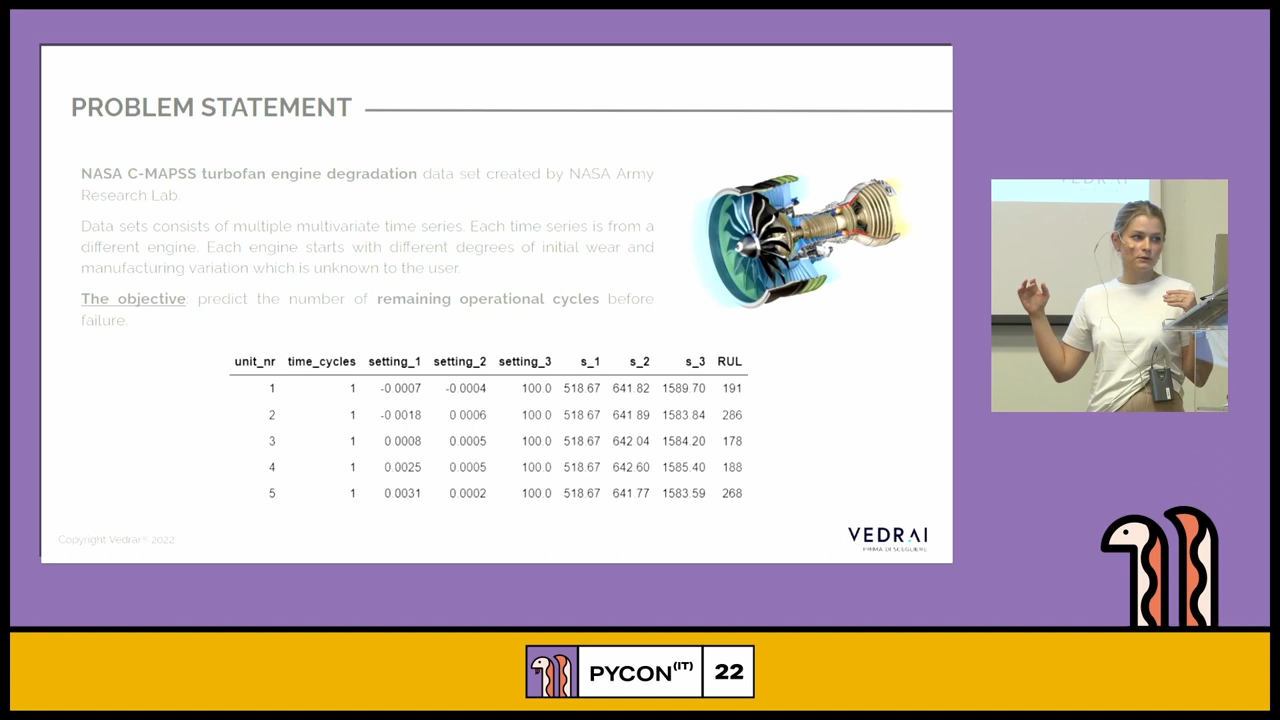 PROBLEM STATEMENT
NASA C-MAPSS turbofan engine degradation data set created by NASA Army
Research Lab.
Data sets consists of multiple multivariate time series. Each time series is from a
different engine. Each engine starts with different degrees of initial wear and
manufacturing variation which is unknown to the user.
The objective: predict the number of remaining operational cycles before
failure.
unit_nr time_cycles setting_1 setting_2 setting_3 s_1 s_2 s_3 RUL
1 1 -0.0007 -0.0004 100.0 518.67 641.82 1589.70 191
2 1 -0.0018 0.0006 100.0 518.67 641.89 1583.84 286
3 1 0.0008 0.0005 100.0 518.67 642.04 1584.20 178
4 1 0.0025 0.0005 100.0 518.67 642.60 1585.40 188
5 1 0.0031 0.0002 100.0 518.67 641.77 1583.59 268
Copyright Vedrai® 2022
VEDRAI
PRIMA DI SCEGLIERE
VEDRAI
PYCON(IT) 22